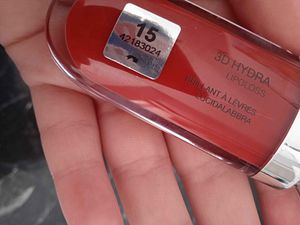 15
42183024
3D HYDRA
LIPGLOSS
BRILLANT À LÈVRES
LUCIDALABBRA